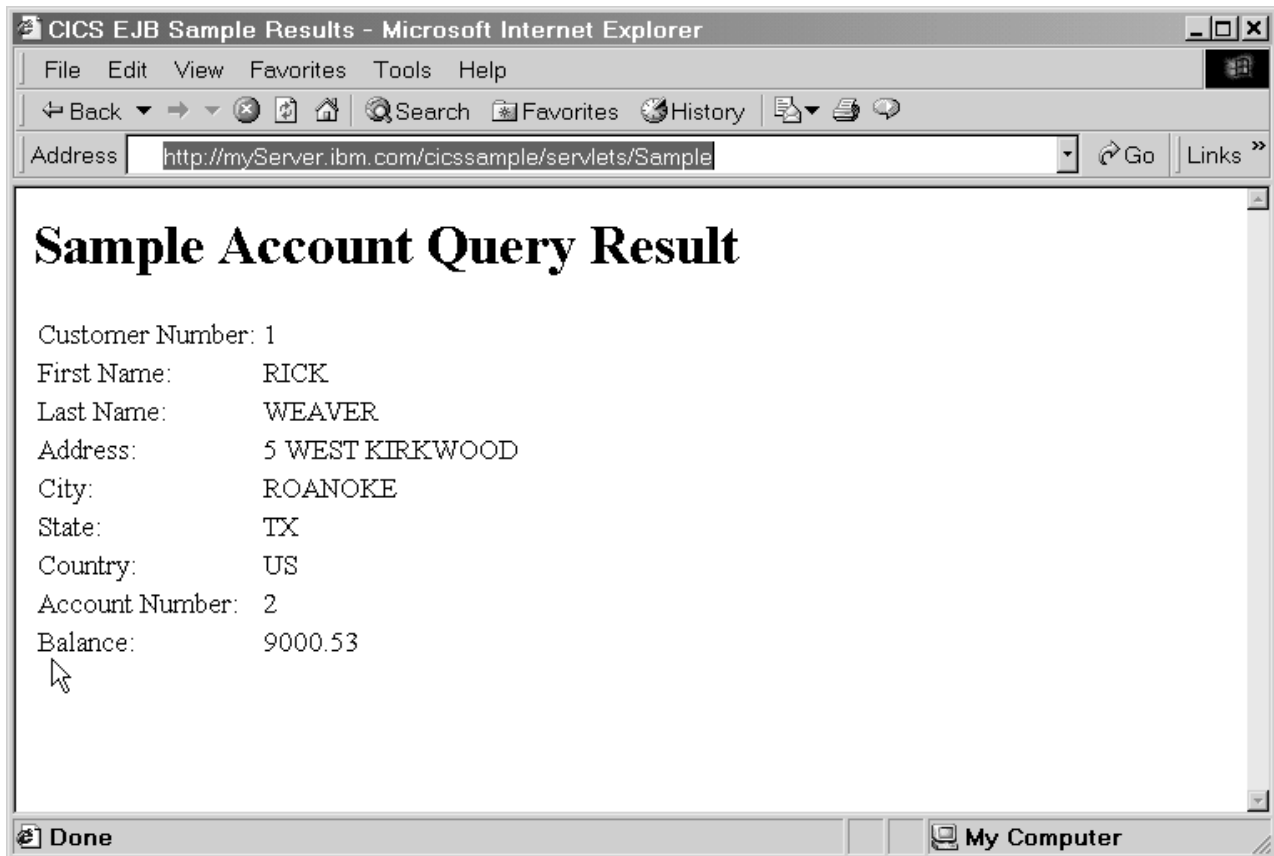 CICS EJB Sample Results - Microsoft Internet Explorer
File Edit View Favorites Tools Help
Back Search Favorites History
Address http://myServer.ibm.com/cicssample/servlets/Sample Go Links »
Sample Account Query Result
Customer Number: 1
First Name: RICK
Last Name: WEAVER
Address: 5 WEST KIRKWOOD
City: ROANOKE
State: TX
Country: US
Account Number: 2
Balance: 9000.53
Done My Computer